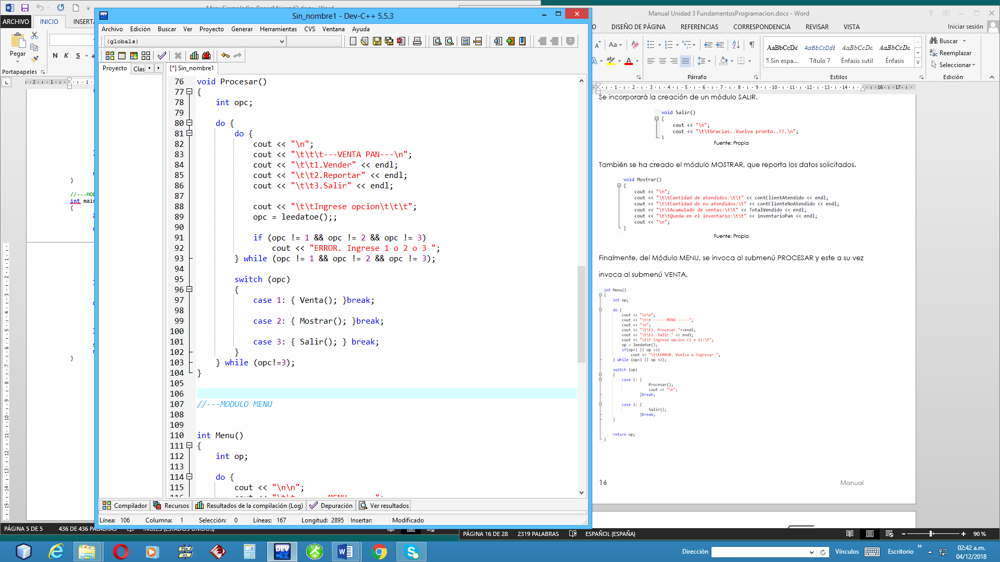 MenuEjemplo4InvPanesMejorad2.docx - Word
ARCHIVO
INICIO
Pegar
N K S
Portapapeles
}
//---MOD
int mair
{
}
PÁGINA 5 DE 5
436 DE 436 PALABRAS
INGLÉS (ESTADOS UNIDOS)
Sin_nombre1 - Dev-C++ 5.5.3
Archivo Edición Buscar Ver Proyecto Generar Herramientas CVS Ventana Ayuda
(globals)
Proyecto
Clas
[*] Sin_nombre1
76 void Procesar()
77 {
78 int opc;
79
80 do {
81 do {
82 cout << "\n";
83 cout << "\t\t\t---VENTA PAN---\n";
84 cout << "\t\t1.Vender" << endl;
85 cout << "\t\t2.Reportar" << endl;
86 cout << "\t\t3.Salir" << endl;
87
88 cout << "\t\tIngrese opcion\t\t\t";
89 opc = leedatoe();;
90
91 if (opc != 1 && opc != 2 && opc != 3)
92 cout << "ERROR. Ingrese 1 o 2 o 3 ";
93 } while (opc != 1 && opc != 2 && opc != 3);
94
95 switch (opc)
96 {
97 case 1: { Venta(); }break;
98
99 case 2: { Mostrar(); }break;
100
101 case 3: { Salir(); } break;
102 }
103 } while (opc!=3);
104 }
105
106
107 //---MODULO MENU
108
109
110 int Menu()
111 {
112 int op;
113
114 do {
115 cout << "\n\n";
Compilador
Recursos
Resultados de la compilación (Log)
Depuración
Ver resultados
Línea: 106
Columna: 1
Selección: 0
Líneas: 167
Longitud: 2895
Insertar:
Modificado
Manual Unidad 3 FundamentosProgramacion.docx - Word
DISEÑO DE PÁGINA
REFERENCIAS
CORRESPONDENCIA
REVISAR
VISTA
Iniciar sesión
Párrafo
AaBbCcDd AaBbCcDdE AaBbCcDc AaBbCcDc
¶ Sin espa...
Título 7
Énfasis sutil
Énfasis
Estilos
Buscar
Reemplazar
Seleccionar
Edición
Se incorporará la creación de un módulo SALIR.
void Salir()
{
cout << "\n";
cout << "\t\tGracias..Vuelva pronto..!!.\n";
}
Fuente: Propia
También se ha creado el módulo MOSTRAR, que reporta los datos solicitados.
void Mostrar()
{
cout << "\n";
cout << "\t\tCantidad de atendidos:\t\t" << contClientAtendido << endl;
cout << "\t\tCantidad de no atendidos:\t" << contClienteNoAtendido << endl;
cout << "\t\tAcumulado de ventas:\t\t" << TotalVendido << endl;
cout << "\t\tQueda en el inventario:\t\t" << inventarioPan << endl;
cout << "\n";
}
Fuente: Propia
Finalmente, del Módulo MENU, se invoca al submenú PROCESAR y este a su vez
invoca al submenú VENTA.
int Menu()
{
int op;
do {
cout << "\n\n";
cout << "\t\t ----- MENU -----";
cout << "\n";
cout << "\t\t1. Procesar."<<endl;
cout << "\t\t2. Salir." << endl;
cout << "\t\t Ingrese opcion (1 o 2):\t";
op = leedatoe();
if(op<1 || op >2)
cout << "\t\tERROR. Vuelva a Ingresar.";
} while (op<1 || op >2);
switch (op)
{
case 1: {
Procesar();
cout << "\n";
}break;
case 2: {
Salir();
}break;
}
return op;
}
16
Manual
PÁGINA 16 DE 28
2319 PALABRAS
ESPAÑOL (ESPAÑA)
90 %
Dirección
Vínculos
Escritorio
02:42 a.m.
04/12/2018